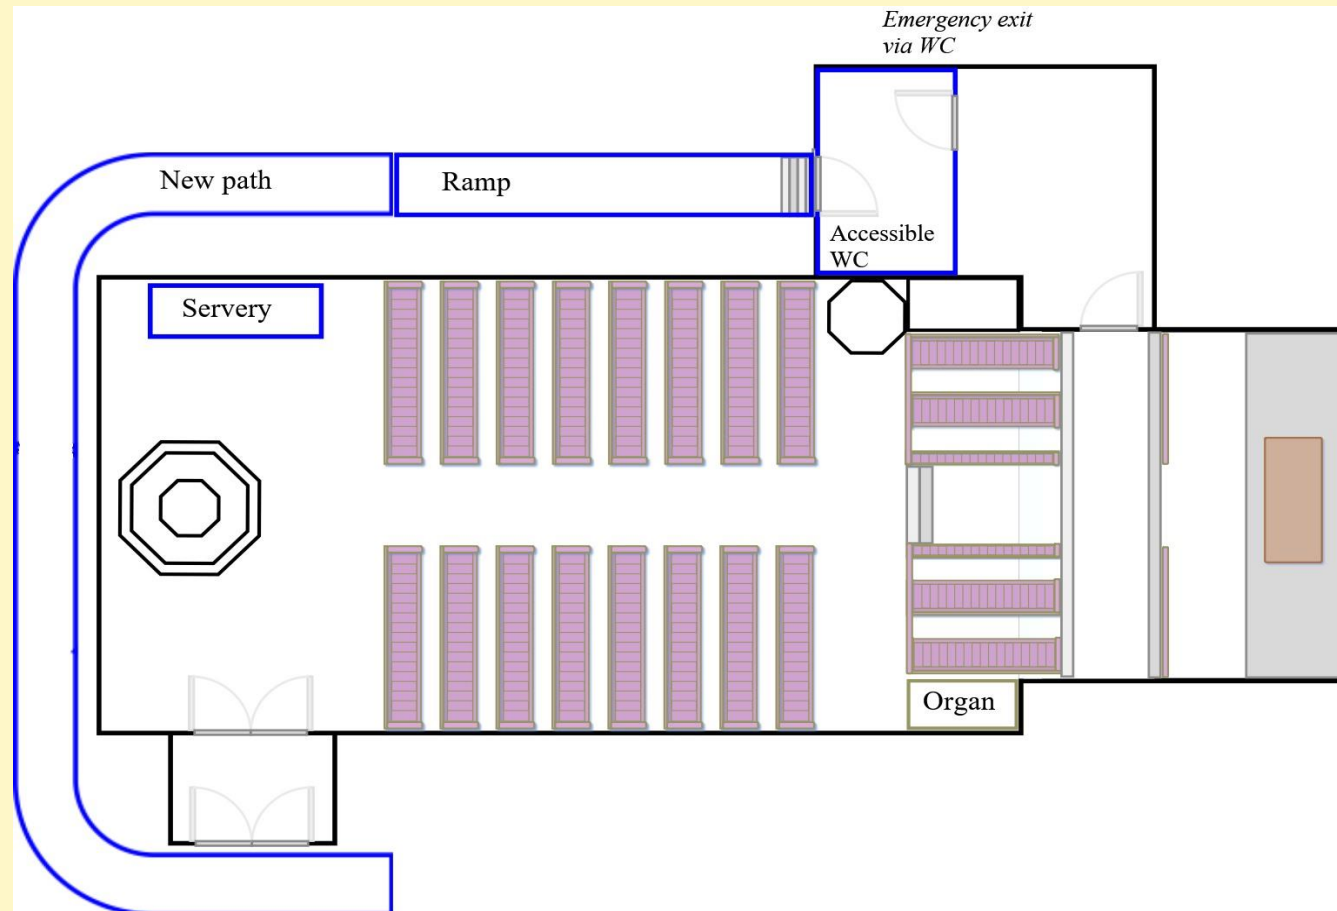 Emergency exit
via WC
New path
Ramp
Accessible
WC
Servery
Organ